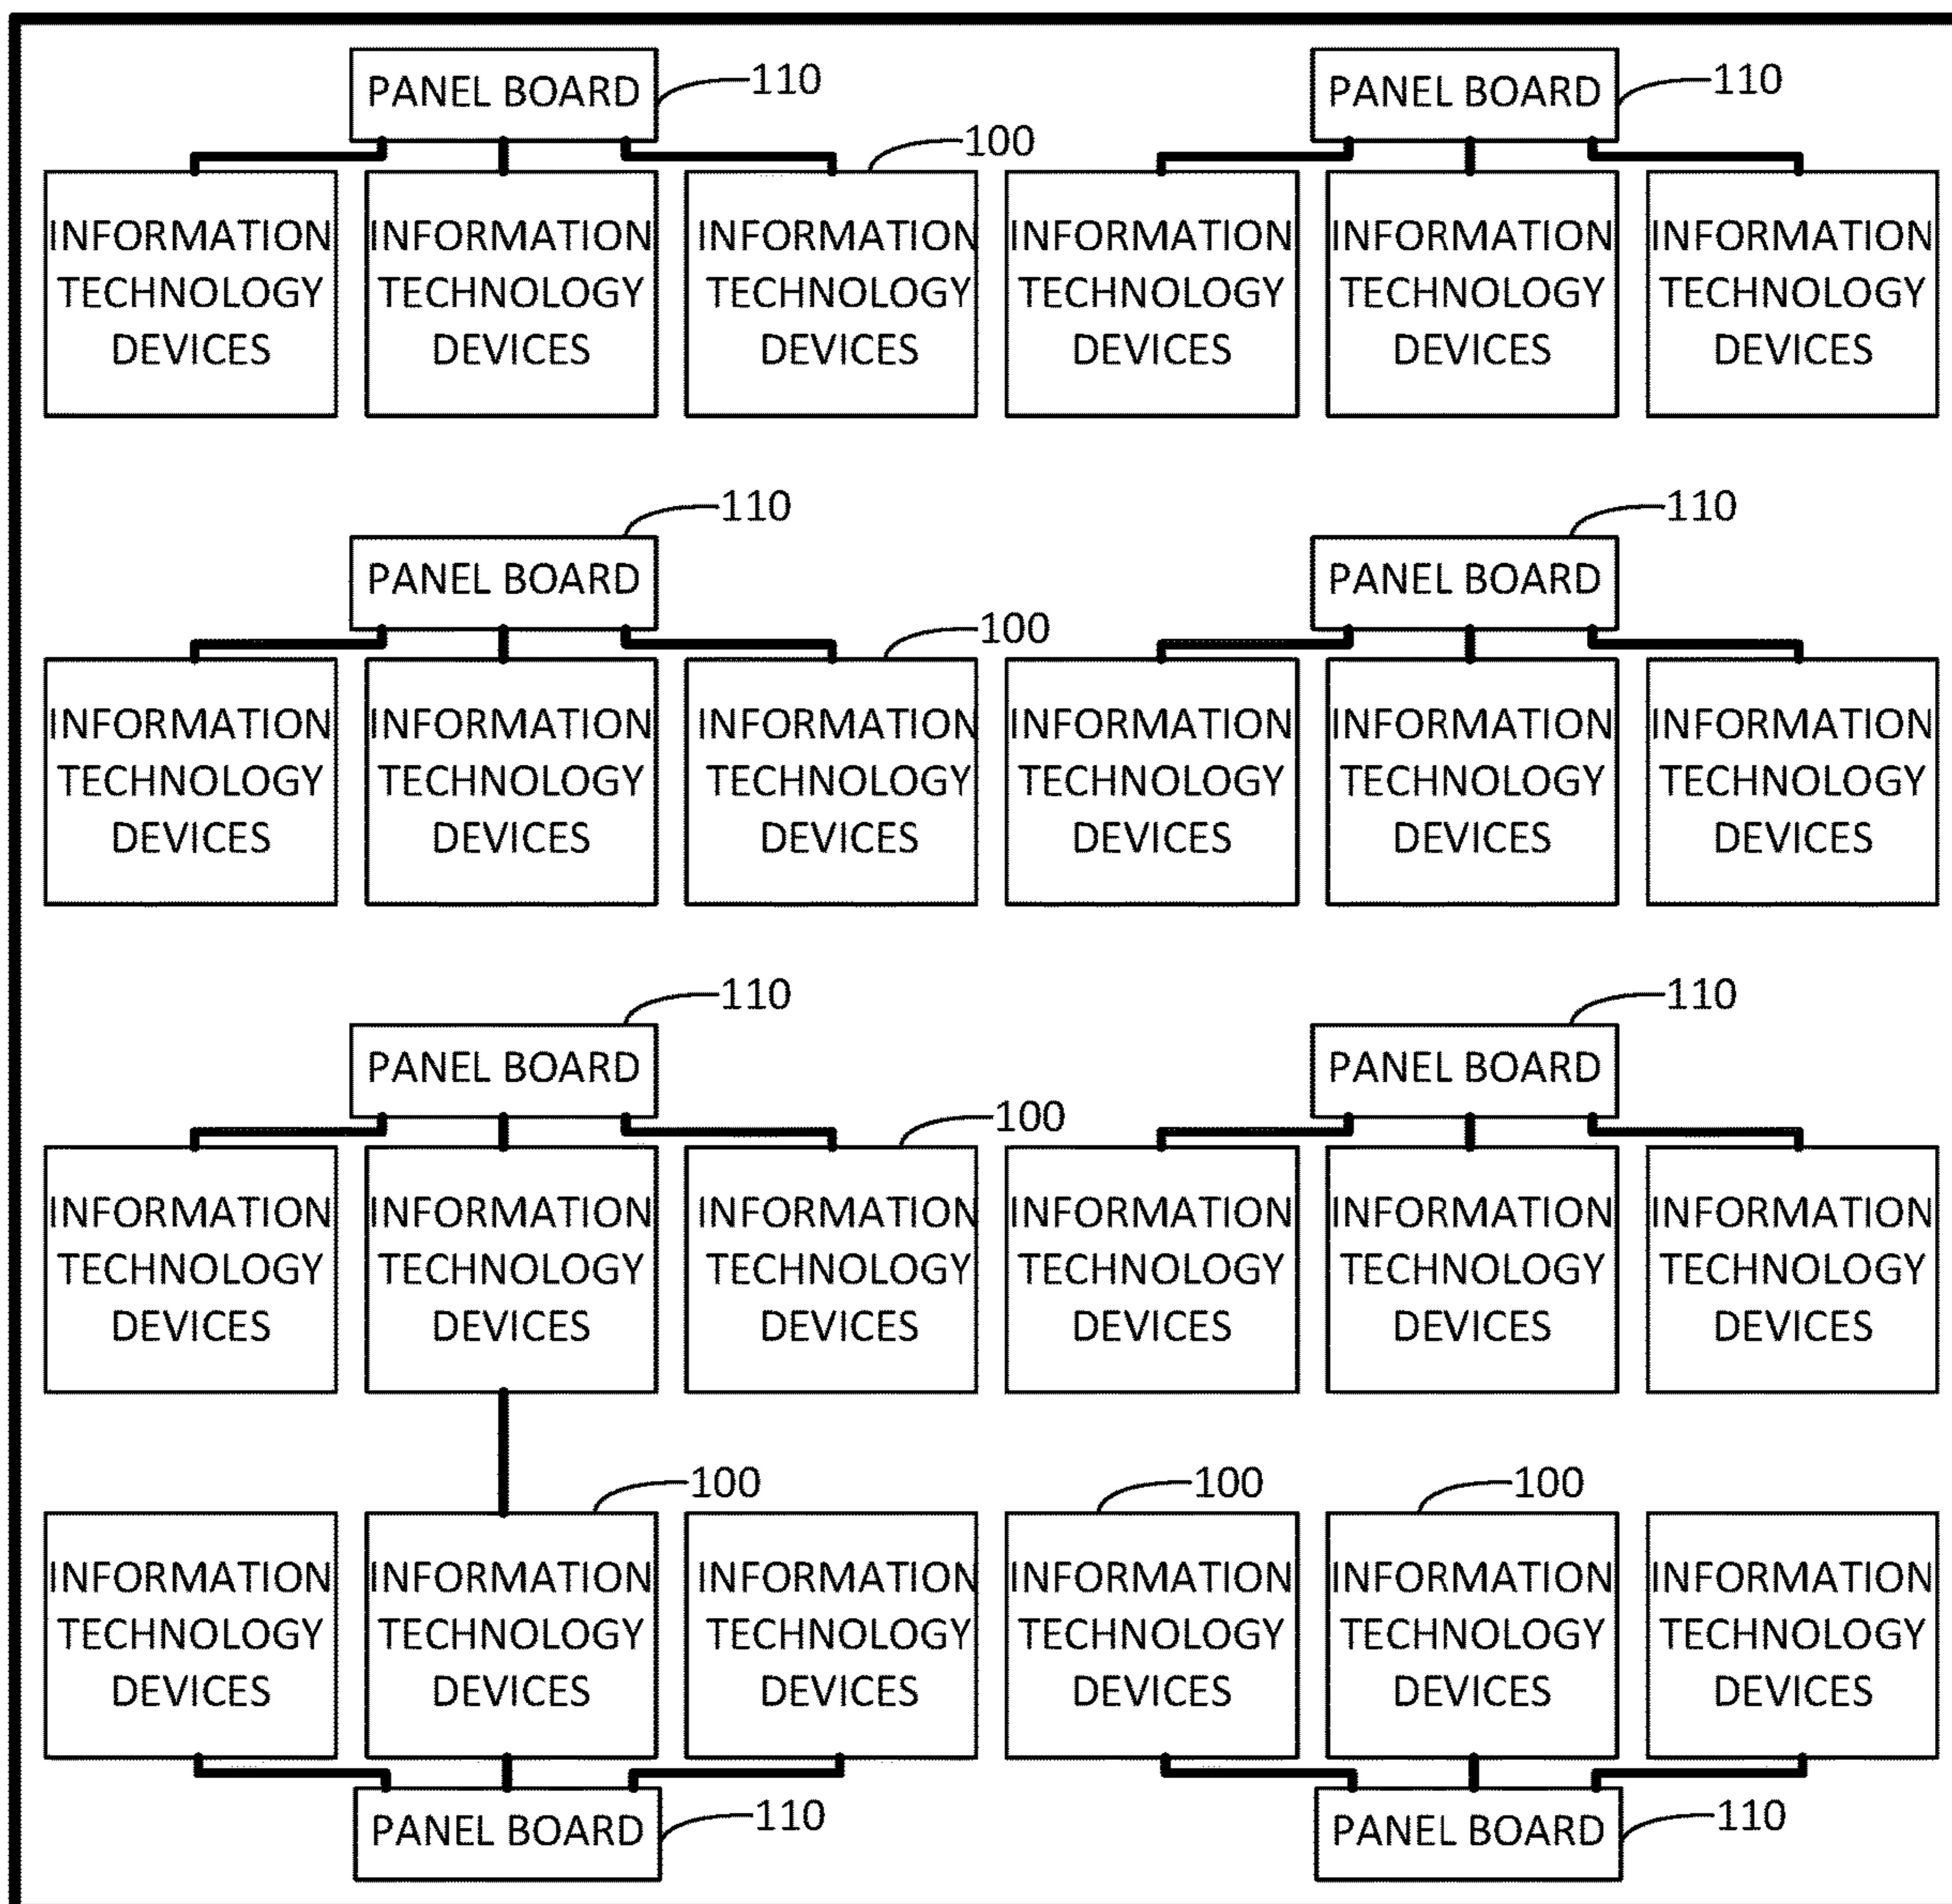 PANEL BOARD 110 PANEL BOARD 110
100
INFORMATION INFORMATION INFORMATION INFORMATION INFORMATION INFORMATION
TECHNOLOGY TECHNOLOGY TECHNOLOGY TECHNOLOGY TECHNOLOGY TECHNOLOGY
DEVICES DEVICES DEVICES DEVICES DEVICES DEVICES
110 110
PANEL BOARD PANEL BOARD
100
INFORMATION INFORMATION INFORMATION INFORMATION INFORMATION INFORMATION
TECHNOLOGY TECHNOLOGY TECHNOLOGY TECHNOLOGY TECHNOLOGY TECHNOLOGY
DEVICES DEVICES DEVICES DEVICES DEVICES DEVICES
110 110
PANEL BOARD PANEL BOARD
100
INFORMATION INFORMATION INFORMATION INFORMATION INFORMATION INFORMATION
TECHNOLOGY TECHNOLOGY TECHNOLOGY TECHNOLOGY TECHNOLOGY TECHNOLOGY
DEVICES DEVICES DEVICES DEVICES DEVICES DEVICES
100 100 100
INFORMATION INFORMATION INFORMATION INFORMATION INFORMATION INFORMATION
TECHNOLOGY TECHNOLOGY TECHNOLOGY TECHNOLOGY TECHNOLOGY TECHNOLOGY
DEVICES DEVICES DEVICES DEVICES DEVICES DEVICES
PANEL BOARD 110 PANEL BOARD 110